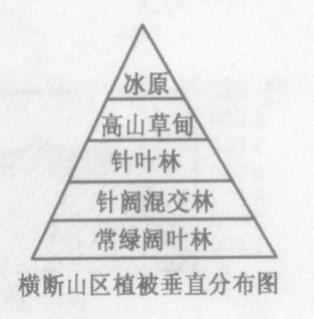 冰原
高山草甸
针叶林
针阔混交林
常绿阔叶林
横断山区植被垂直分布图